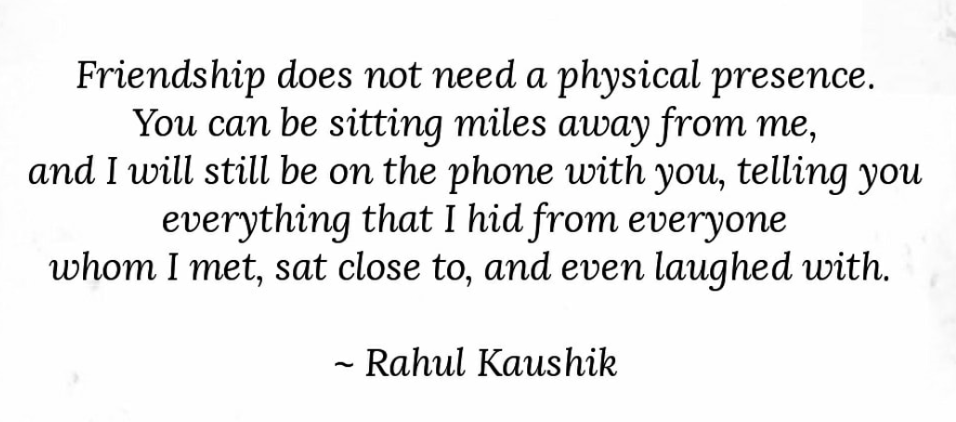 Friendship does not need a physical presence.
You can be sitting miles away from me,
and I will still be on the phone with you, telling you
everything that I hid from everyone
whom I met, sat close to, and even laughed with.
~ Rahul Kaushik